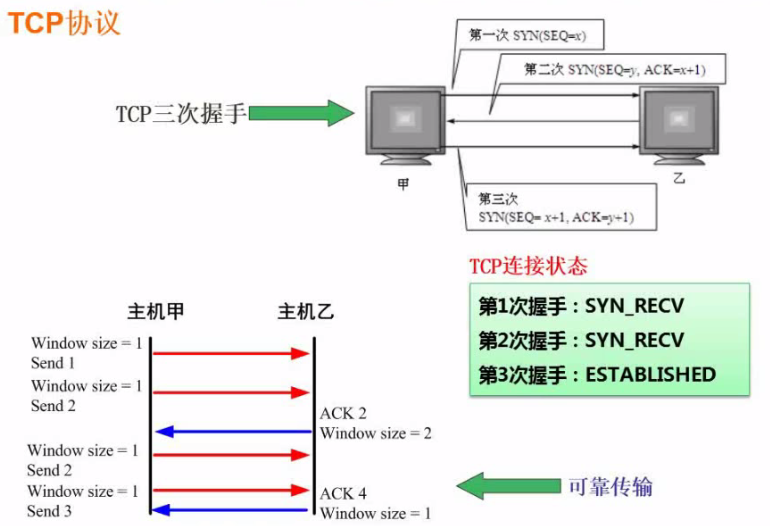 TCP协议
第一次 SYN(SEQ=x)
第二次 SYN(SEQ=y, ACK=x+1)
TCP三次握手
甲
乙
第三次
SYN(SEQ= x+1, ACK=y+1)
TCP连接状态
第1次握手：SYN_RECV
第2次握手：SYN_RECV
第3次握手：ESTABLISHED
主机甲
主机乙
Window size = 1
Send 1
Window size = 1
Send 2
ACK 2
Window size = 2
Window size = 1
Send 2
Window size = 1
Send 3
ACK 4
Window size = 1
可靠传输